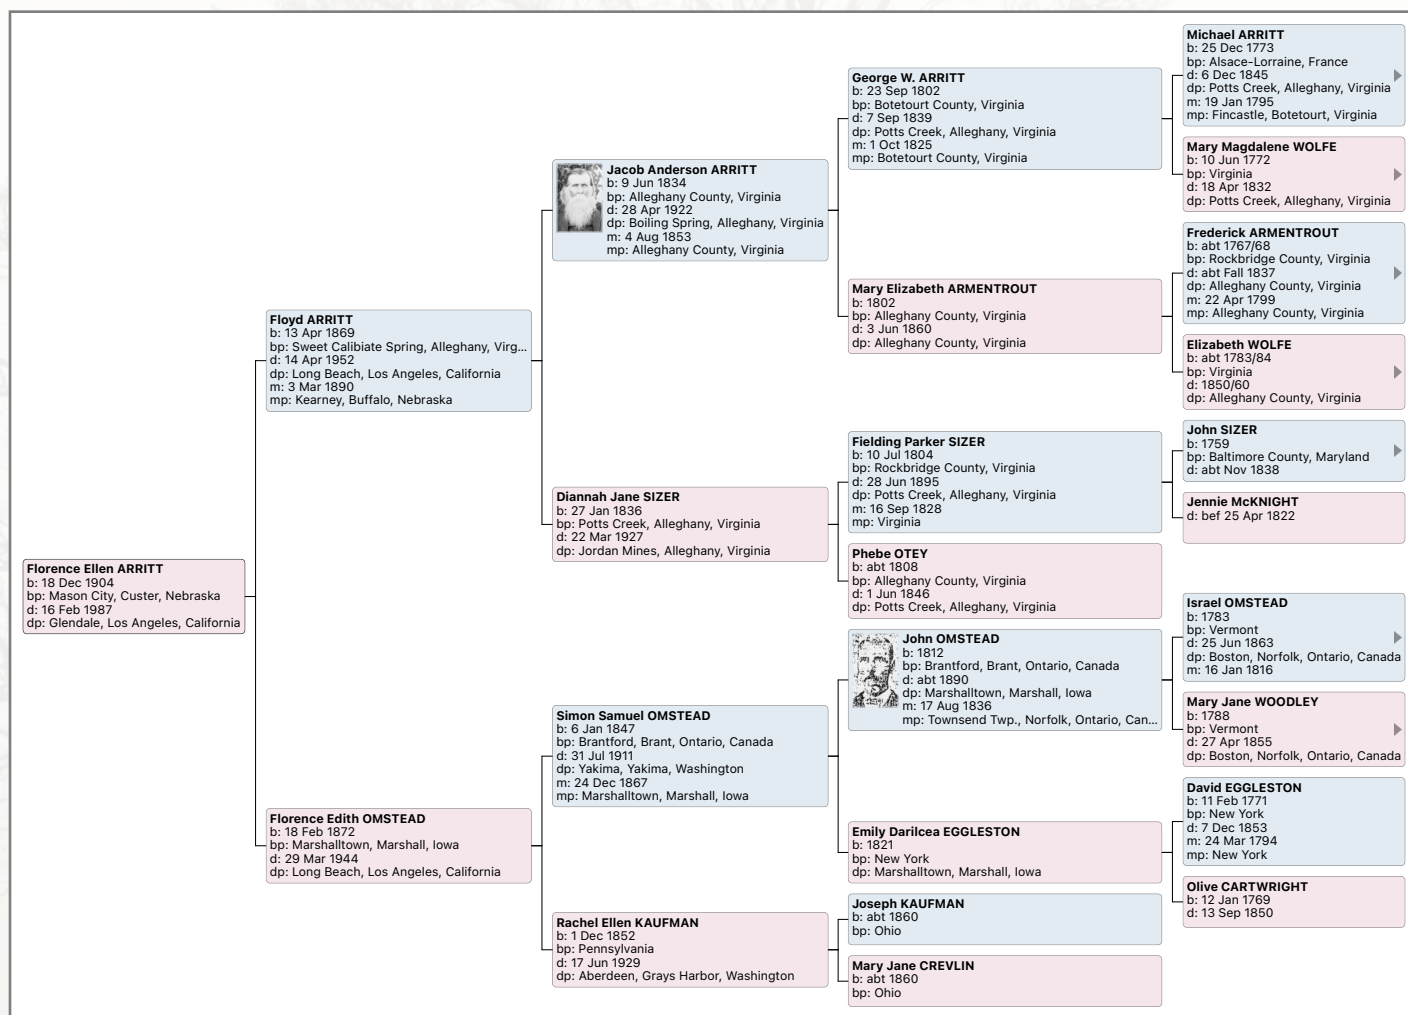 Michael ARRITT
b: 25 Dec 1773
bp: Alsace-Lorraine, France
d: 6 Dec 1845
dp: Potts Creek, Alleghany, Virginia
m: 19 Jan 1795
mp: Fincastle, Botetourt, Virginia
George W. ARRITT
b: 23 Sep 1802
bp: Botetourt County, Virginia
d: 7 Sep 1839
dp: Potts Creek, Alleghany, Virginia
m: 1 Oct 1825
mp: Botetourt County, Virginia
Mary Magdalene WOLFE
b: 10 Jun 1772
bp: Virginia
d: 18 Apr 1832
dp: Potts Creek, Alleghany, Virginia
Jacob Anderson ARRITT
b: 9 Jun 1834
bp: Alleghany County, Virginia
d: 28 Apr 1922
dp: Boiling Spring, Alleghany, Virginia
m: 4 Aug 1853
mp: Alleghany County, Virginia
Frederick ARMENTROUT
b: abt 1767/68
bp: Rockbridge County, Virginia
d: abt Fall 1837
dp: Alleghany County, Virginia
m: 22 Apr 1799
mp: Alleghany County, Virginia
Mary Elizabeth ARMENTROUT
b: 1802
bp: Alleghany County, Virginia
d: 3 Jun 1860
dp: Alleghany County, Virginia
Elizabeth WOLFE
b: abt 1783/84
bp: Virginia
d: 1850/60
dp: Alleghany County, Virginia
Floyd ARRITT
b: 13 Apr 1869
bp: Sweet Calibiate Spring, Alleghany, Virg...
d: 14 Apr 1952
dp: Long Beach, Los Angeles, California
m: 3 Mar 1890
mp: Kearney, Buffalo, Nebraska
John SIZER
b: 1759
bp: Baltimore County, Maryland
d: abt Nov 1838
Fielding Parker SIZER
b: 10 Jul 1804
bp: Rockbridge County, Virginia
d: 28 Jun 1895
dp: Potts Creek, Alleghany, Virginia
m: 16 Sep 1828
mp: Virginia
Jennie McKNIGHT
d: bef 25 Apr 1822
Diannah Jane SIZER
b: 27 Jan 1836
bp: Potts Creek, Alleghany, Virginia
d: 22 Mar 1927
dp: Jordan Mines, Alleghany, Virginia
Phebe OTEY
b: abt 1808
bp: Alleghany County, Virginia
d: 1 Jun 1846
dp: Potts Creek, Alleghany, Virginia
Florence Ellen ARRITT
b: 18 Dec 1904
bp: Mason City, Custer, Nebraska
d: 16 Feb 1987
dp: Glendale, Los Angeles, California
Israel OMSTEAD
b: 1783
bp: Vermont
d: 25 Jun 1863
dp: Boston, Norfolk, Ontario, Canada
m: 16 Jan 1816
John OMSTEAD
b: 1812
bp: Brantford, Brant, Ontario, Canada
d: abt 1890
dp: Marshalltown, Marshall, Iowa
m: 17 Aug 1836
mp: Townsend Twp., Norfolk, Ontario, Can...
Mary Jane WOODLEY
b: 1788
bp: Vermont
d: 27 Apr 1855
dp: Boston, Norfolk, Ontario, Canada
Simon Samuel OMSTEAD
b: 6 Jan 1847
bp: Brantford, Brant, Ontario, Canada
d: 31 Jul 1911
dp: Yakima, Yakima, Washington
m: 24 Dec 1867
mp: Marshalltown, Marshall, Iowa
David EGGLESTON
b: 11 Feb 1771
bp: New York
d: 7 Dec 1853
m: 24 Mar 1794
mp: New York
Emily Darilcea EGGLESTON
b: 1821
bp: New York
dp: Marshalltown, Marshall, Iowa
Olive CARTWRIGHT
b: 12 Jan 1769
d: 13 Sep 1850
Florence Edith OMSTEAD
b: 18 Feb 1872
bp: Marshalltown, Marshall, Iowa
d: 29 Mar 1944
dp: Long Beach, Los Angeles, California
Joseph KAUFMAN
b: abt 1860
bp: Ohio
Rachel Ellen KAUFMAN
b: 1 Dec 1852
bp: Pennsylvania
d: 17 Jun 1929
dp: Aberdeen, Grays Harbor, Washington
Mary Jane CREVLIN
b: abt 1860
bp: Ohio